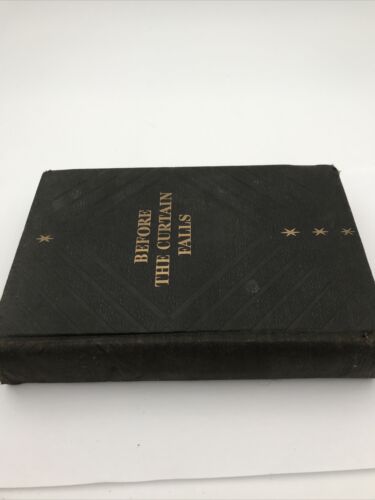 BEFORE
THE CURTAIN
FALLS